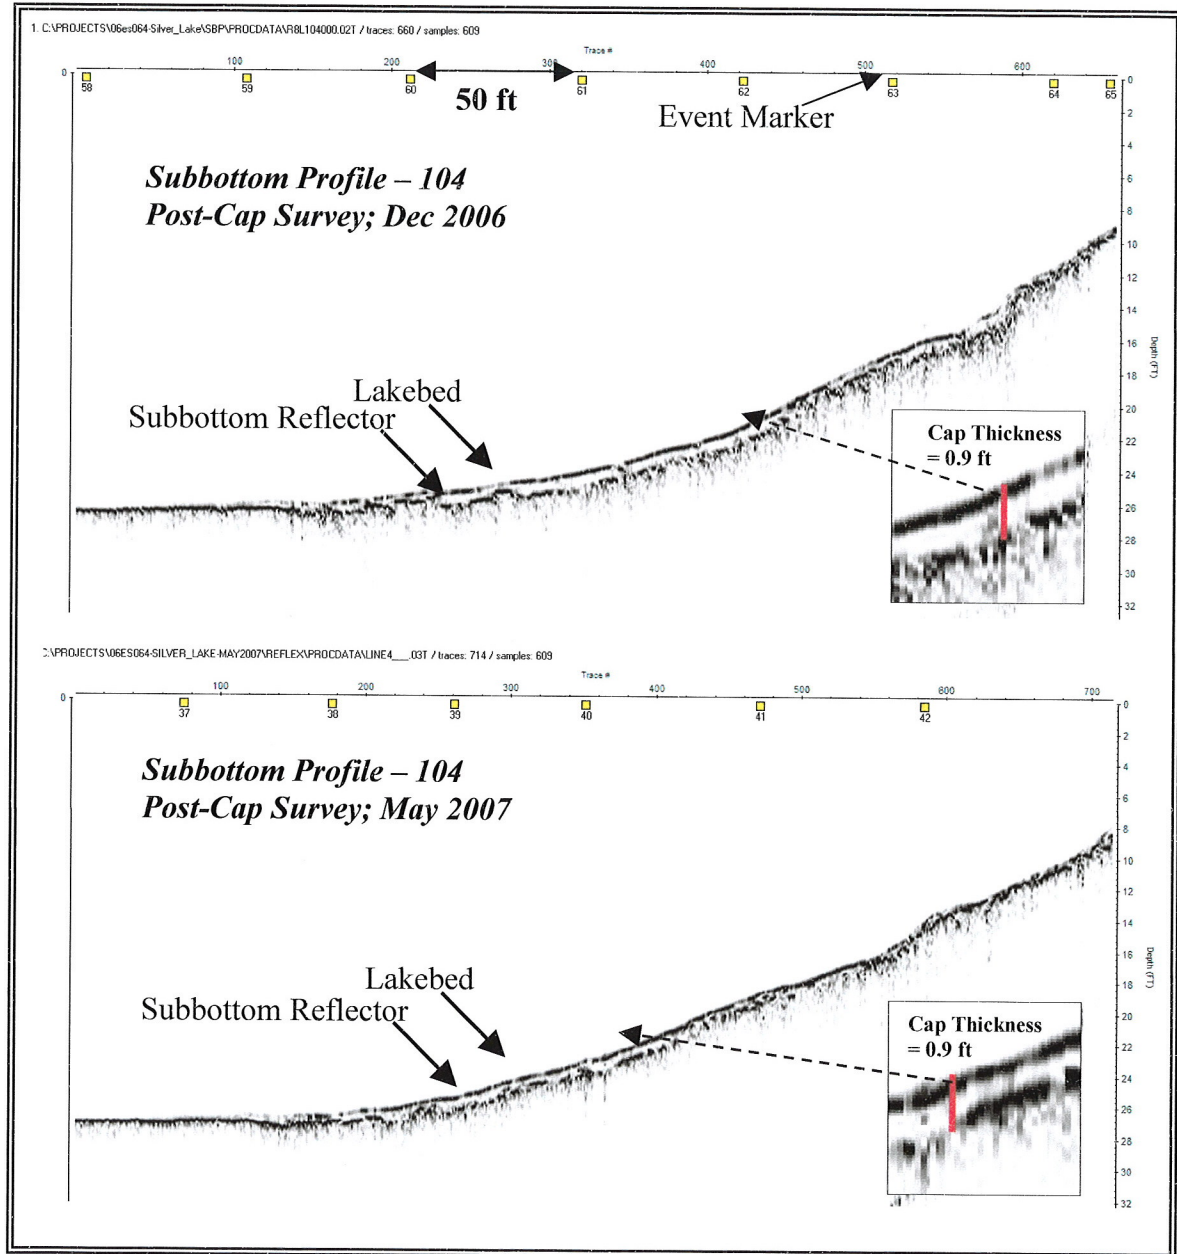 1. C:\PROJECTS\06es064-Silver_Lake\SBP\PROCDATA\R8L104000.02T / traces: 660 / samples: 609
Trace #
100 200 300 400 500 600
0
58 59 60 61 62 63 64 65
50 ft
Event Marker
Subbottom Profile – 104
Post-Cap Survey; Dec 2006
Lakebed
Subbottom Reflector
Cap Thickness
= 0.9 ft
0
2
4
6
8
10
12
14
16
18
20
22
24
26
28
30
32
Depth (FT)
C:\PROJECTS\06ES064-SILVER_LAKE-MAY2007\REFLEX\PROCDATA\LINE4___.03T / traces: 714 / samples: 609
Trace #
100 200 300 400 500 600 700
0
37 38 39 40 41 42
Subbottom Profile – 104
Post-Cap Survey; May 2007
Lakebed
Subbottom Reflector
Cap Thickness
= 0.9 ft
0
2
4
6
8
10
12
14
16
18
20
22
24
26
28
30
32
Depth (FT)